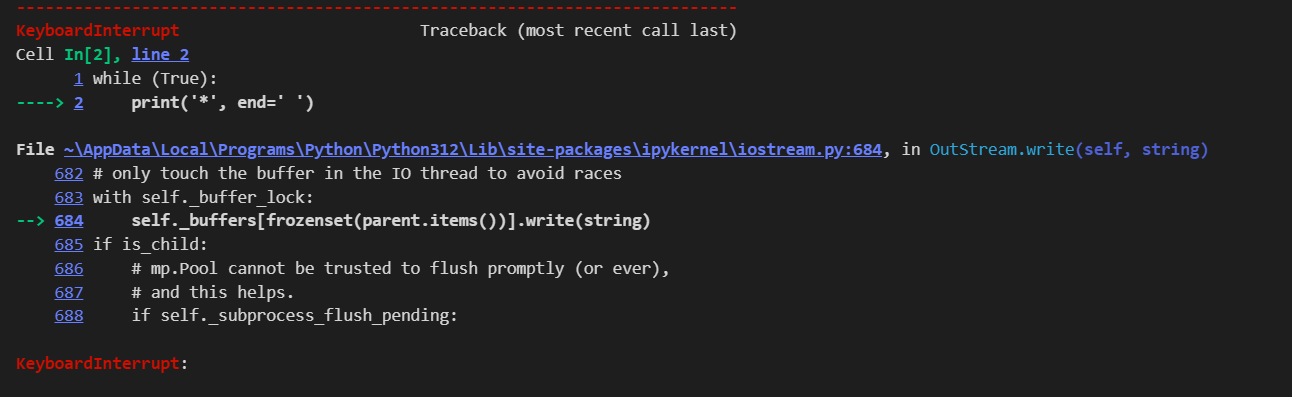 ---------------------------------------------------------------------------
KeyboardInterrupt                         Traceback (most recent call last)
Cell In[2], line 2
      1 while (True):
----> 2     print('*', end=' ')

File ~\AppData\Local\Programs\Python\Python312\Lib\site-packages\ipykernel\iostream.py:684, in OutStream.write(self, string)
    682 # only touch the buffer in the IO thread to avoid races
    683 with self._buffer_lock:
--> 684     self._buffers[frozenset(parent.items())].write(string)
    685 if is_child:
    686     # mp.Pool cannot be trusted to flush promptly (or ever),
    687     # and this helps.
    688     if self._subprocess_flush_pending:

KeyboardInterrupt: